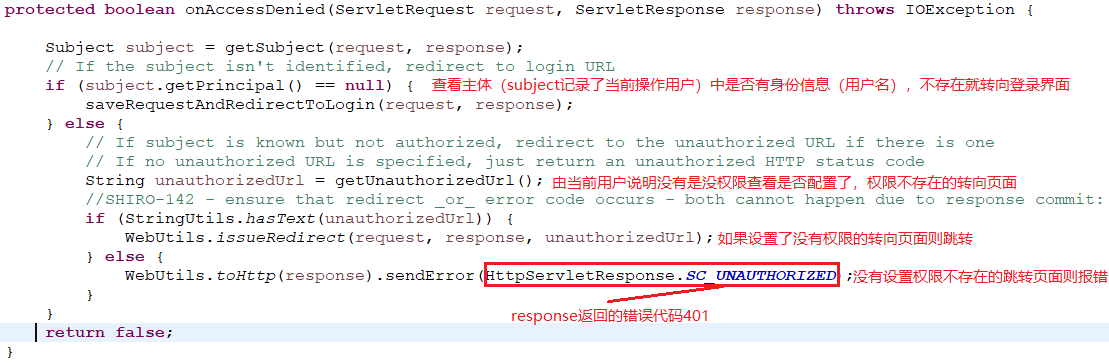 protected boolean onAccessDenied(ServletRequest request, ServletResponse response) throws IOException {
Subject subject = getSubject(request, response);
// If the subject isn't identified, redirect to login URL
if (subject.getPrincipal() == null) { 查看主体（subject记录了当前操作用户）中是否有身份信息（用户名），不存在就转向登录界面
saveRequestAndRedirectToLogin(request, response);
} else {
// If subject is known but not authorized, redirect to the unauthorized URL if there is one
// If no unauthorized URL is specified, just return an unauthorized HTTP status code
String unauthorizedUrl = getUnauthorizedUrl(); 由当前用户说明没有是没权限查看是否配置了，权限不存在的转向页面
//SHIRO-142 - ensure that redirect _or_ error code occurs - both cannot happen due to response commit:
if (StringUtils.hasText(unauthorizedUrl)) {
WebUtils.issueRedirect(request, response, unauthorizedUrl); 如果设置了没有权限的转向页面则跳转
} else {
WebUtils.toHttp(response).sendError(HttpServletResponse.SC_UNAUTHORIZED);没有设置权限不存在的跳转页面则报错
}
response返回的错误代码401
}
return false;
}